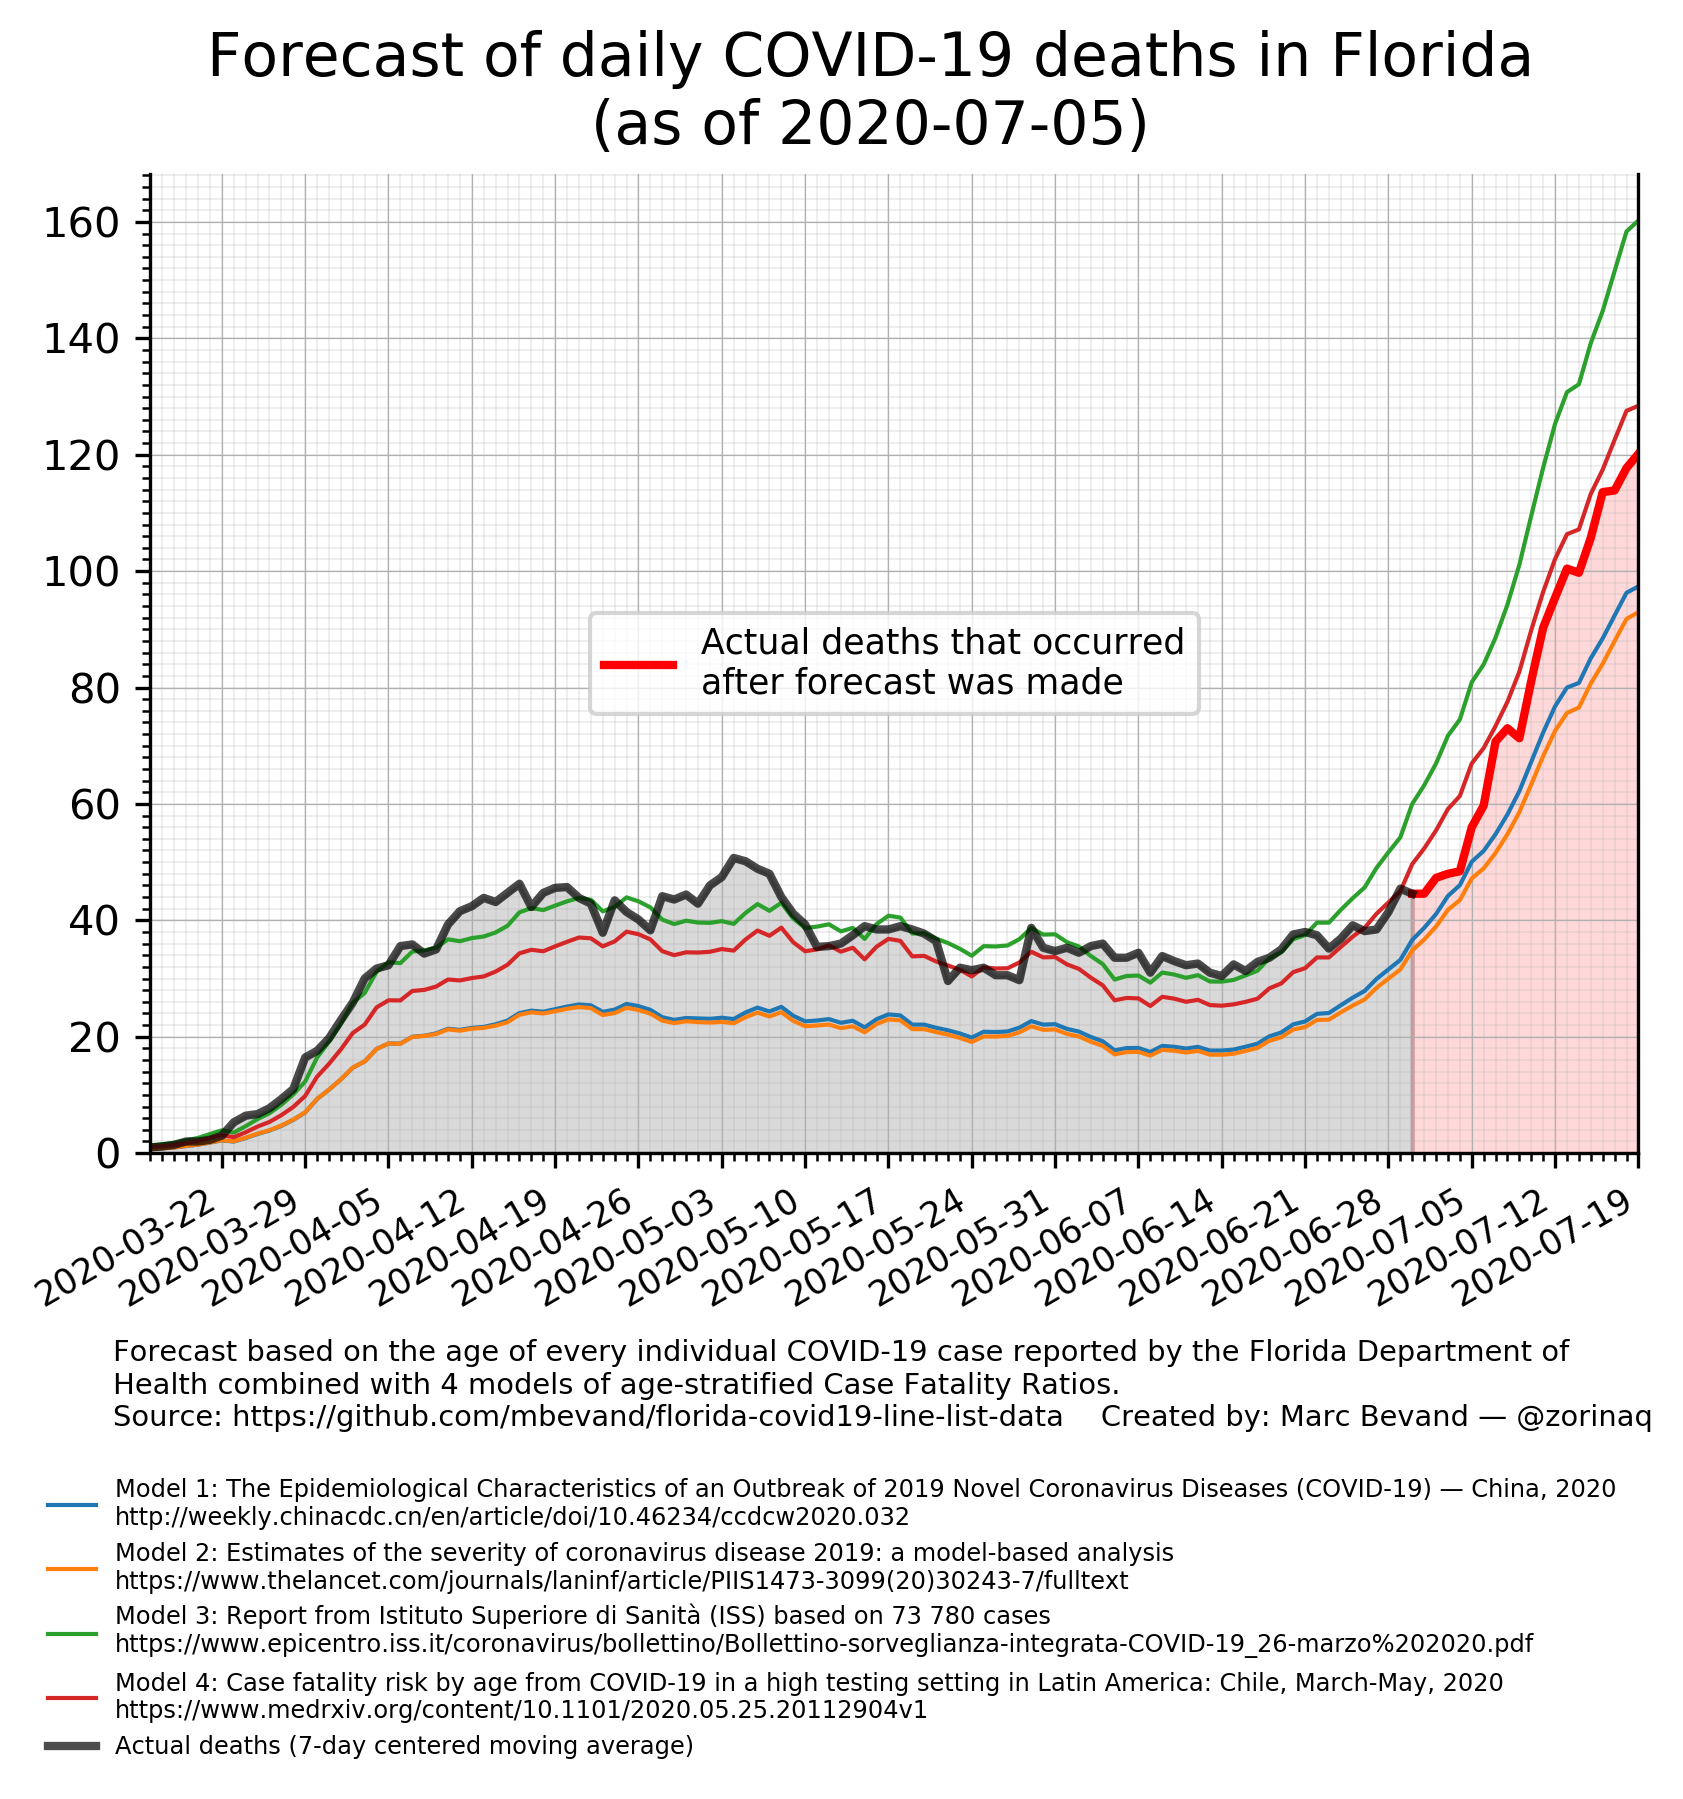 Forecast of daily COVID-19 deaths in Florida
(as of 2020-07-05)
160
140
120
100
80
60
40
20
0
Actual deaths that occurred
after forecast was made
2020-03-22
2020-03-29
2020-04-05
2020-04-12
2020-04-19
2020-04-26
2020-05-03
2020-05-10
2020-05-17
2020-05-24
2020-05-31
2020-06-07
2020-06-14
2020-06-21
2020-06-28
2020-07-05
2020-07-12
2020-07-19
Forecast based on the age of every individual COVID-19 case reported by the Florida Department of
Health combined with 4 models of age-stratified Case Fatality Ratios.
Source: https://github.com/mbevand/florida-covid19-line-list-data Created by: Marc Bevand — @zorinaq
Model 1: The Epidemiological Characteristics of an Outbreak of 2019 Novel Coronavirus Diseases (COVID-19) — China, 2020
http://weekly.chinacdc.cn/en/article/doi/10.46234/ccdcw2020.032
Model 2: Estimates of the severity of coronavirus disease 2019: a model-based analysis
https://www.thelancet.com/journals/laninf/article/PIIS1473-3099(20)30243-7/fulltext
Model 3: Report from Istituto Superiore di Sanità (ISS) based on 73 780 cases
https://www.epicentro.iss.it/coronavirus/bollettino/Bollettino-sorveglianza-integrata-COVID-19_26-marzo%202020.pdf
Model 4: Case fatality risk by age from COVID-19 in a high testing setting in Latin America: Chile, March-May, 2020
https://www.medrxiv.org/content/10.1101/2020.05.25.20112904v1
Actual deaths (7-day centered moving average)